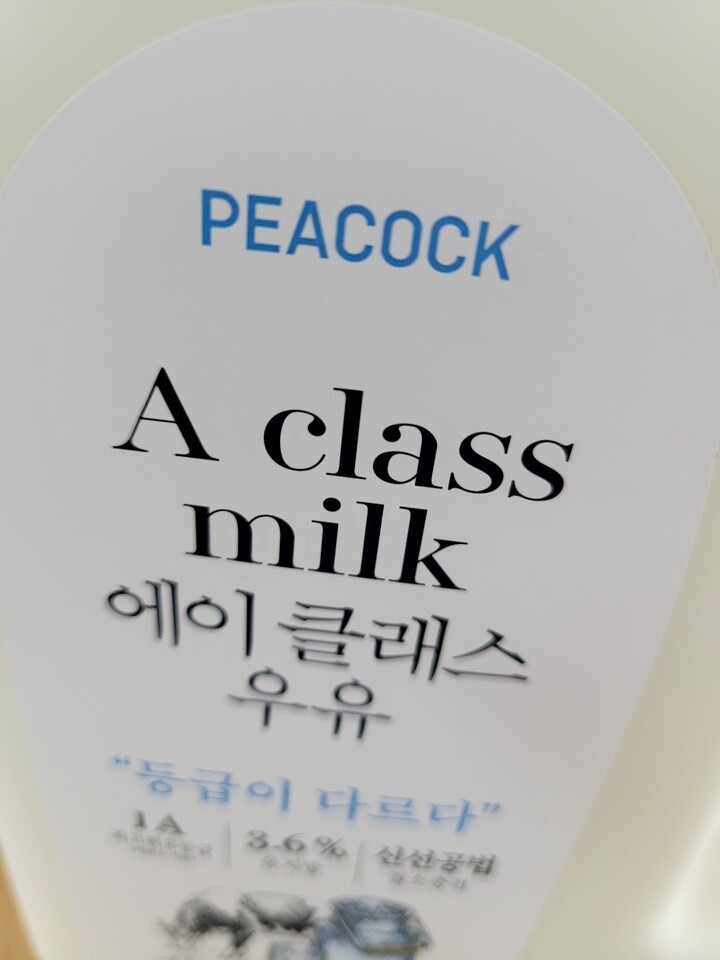 PEACOCK
A class
milk
에이 클래스
우유
“등급이 다르다”
1A
3.6%
신선공법